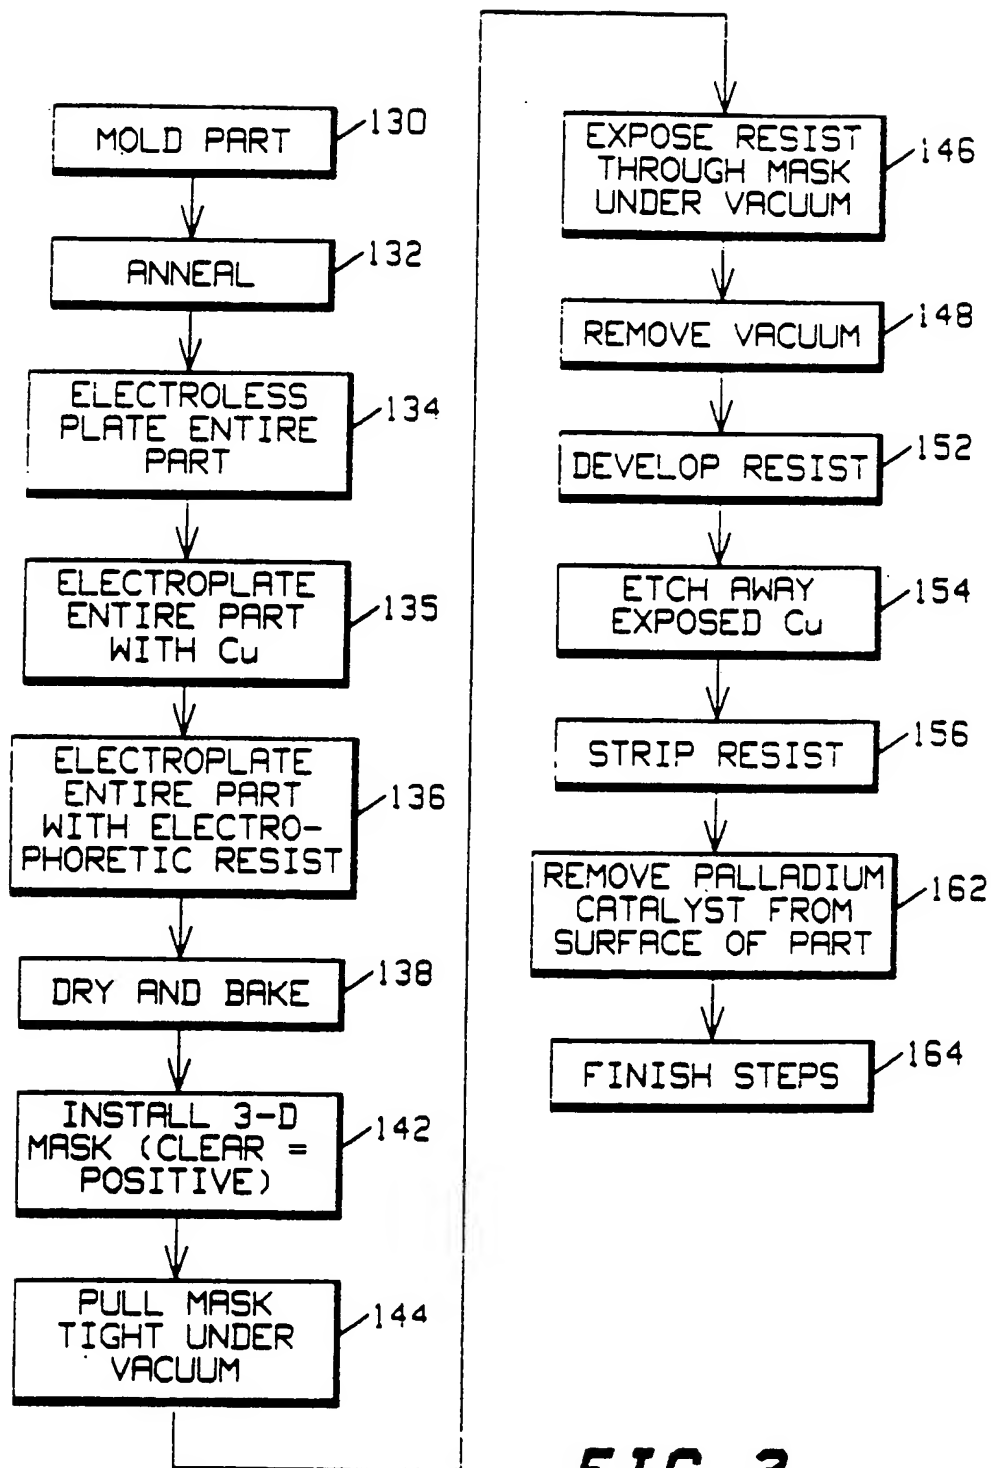 MOLD PART
130
ANNEAL
132
ELECTROLESS
PLATE ENTIRE
PART
134
ELECTROPLATE
ENTIRE PART
WITH Cu
135
ELECTROPLATE
ENTIRE PART
WITH ELECTRO-
PHORETIC RESIST
136
DRY AND BAKE
138
INSTALL 3-D
MASK (CLEAR =
POSITIVE)
142
PULL MASK
TIGHT UNDER
VACUUM
144
EXPOSE RESIST
THROUGH MASK
UNDER VACUUM
146
REMOVE VACUUM
148
DEVELOP RESIST
152
ETCH AWAY
EXPOSED Cu
154
STRIP RESIST
156
REMOVE PALLADIUM
CATALYST FROM
SURFACE OF PART
162
FINISH STEPS
164